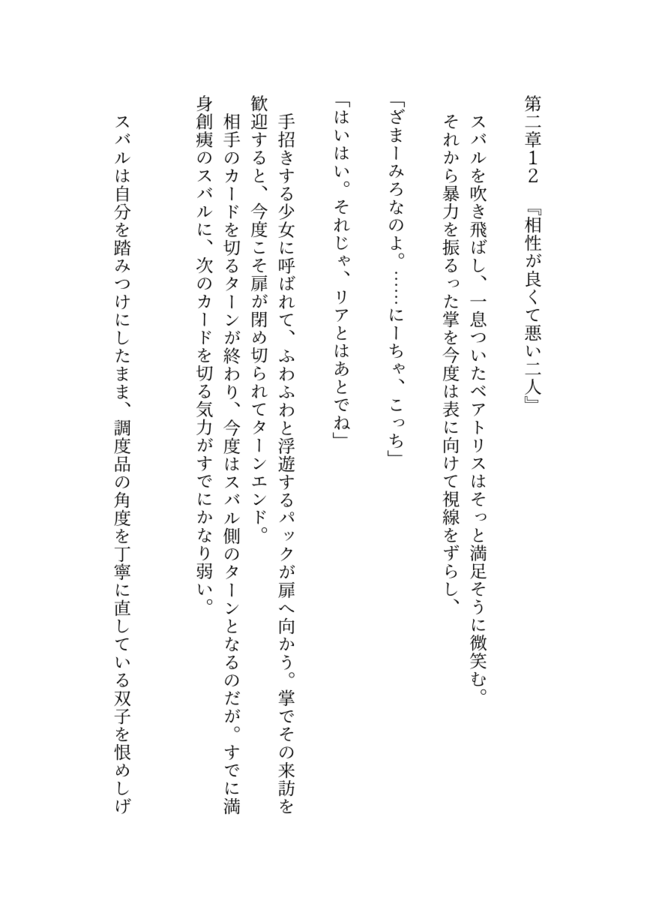 第二章12　『相性が良くて悪い二人』
スバルを吹き飛ばし、一息ついたベアトリスはそっと満足そうに微笑む。
それから暴力を振るった掌を今度は表に向けて視線をずらし、
「ざまーみろなのよ。……にーちゃ、こっち」
「はいはい。それじゃ、リアとはあとでね」
手招きする少女に呼ばれて、ふわふわと浮遊するパックが扉へ向かう。掌でその来訪を
歓迎すると、今度こそ扉が閉め切られてターンエンド。
相手のカードを切るターンが終わり、今度はスバル側のターンとなるのだが。すでに満
身創痍のスバルに、次のカードを切る気力がすでにかなり弱い。
スバルは自分を踏みつけにしたまま、調度品の角度を丁寧に直している双子を恨めしげ